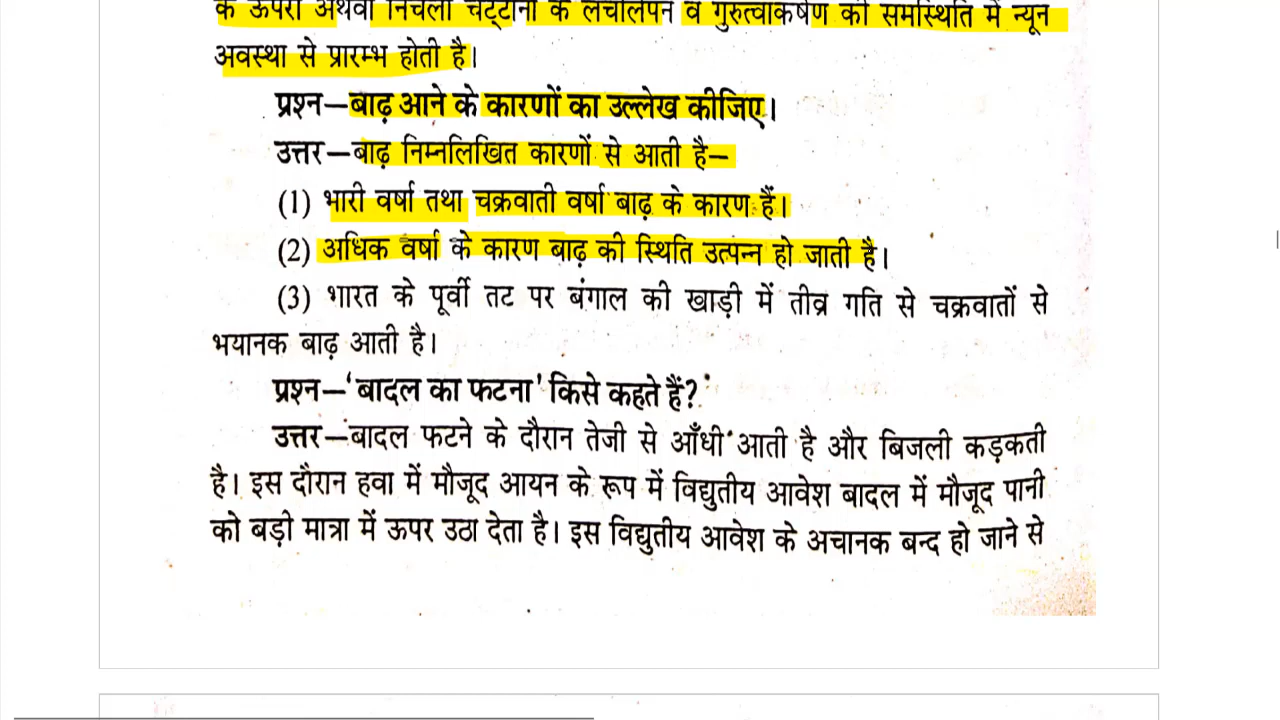 के ऊपरी अथवा निचली चट्टानों के लचीलेपन व गुरुत्वाकर्षण की समस्थिति में न्यून
अवस्था से प्रारम्भ होती है।
प्रश्न–बाढ़ आने के कारणों का उल्लेख कीजिए।
उत्तर–बाढ़ निम्नलिखित कारणों से आती है–
(1) भारी वर्षा तथा चक्रवाती वर्षा बाढ़ के कारण हैं।
(2) अधिक वर्षा के कारण बाढ़ की स्थिति उत्पन्न हो जाती है।
(3) भारत के पूर्वी तट पर बंगाल की खाड़ी में तीव्र गति से चक्रवातों से
भयानक बाढ़ आती है।
प्रश्न–'बादल का फटना' किसे कहते हैं?
उत्तर–बादल फटने के दौरान तेजी से आँधी आती है और बिजली कड़कती
है। इस दौरान हवा में मौजूद आयन के रूप में विद्युतीय आवेश बादल में मौजूद पानी
को बड़ी मात्रा में ऊपर उठा देता है। इस विद्युतीय आवेश के अचानक बन्द हो जाने से